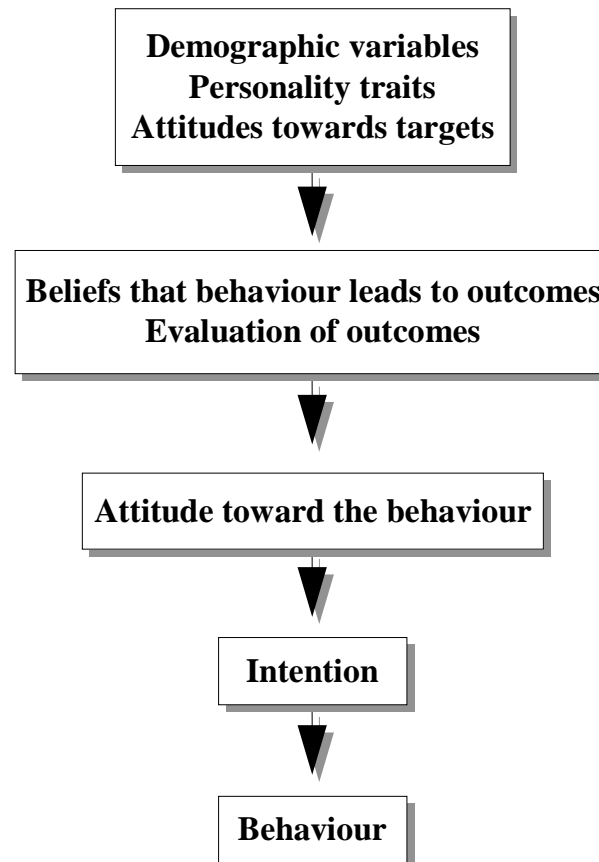 Demographic variables
Personality traits
Attitudes towards targets
Beliefs that behaviour leads to outcomes
Evaluation of outcomes
Attitude toward the behaviour
Intention
Behaviour